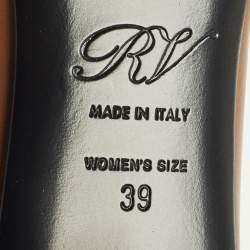 RV
MADE IN ITALY
WOMEN'S SIZE
39